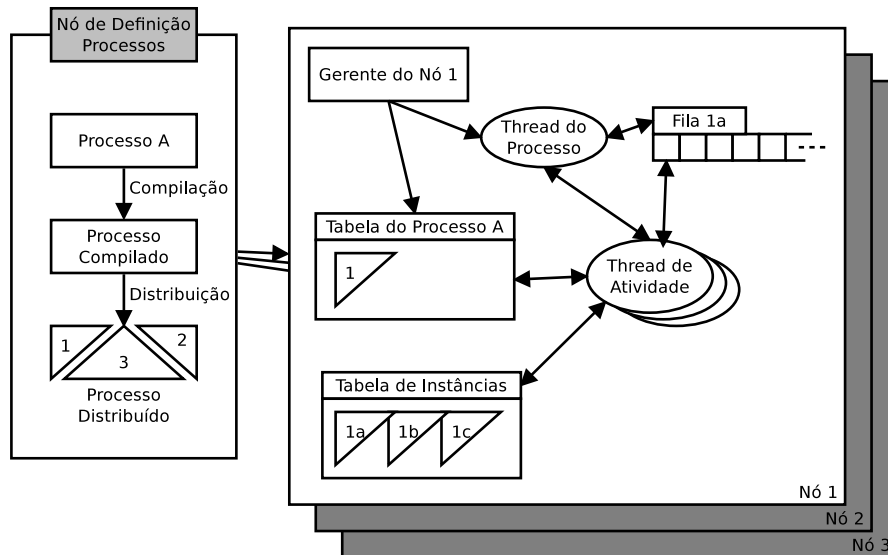 Nó de Definição
Processos
Processo A
Compilação
Processo
Compilado
Distribuição
1
3
2
Processo
Distribuído
Gerente do Nó 1
Thread do
Processo
Fila 1a
Tabela do Processo A
1
Thread de
Atividade
Tabela de Instâncias
1a
1b
1c
Nó 1
Nó 2
Nó 3